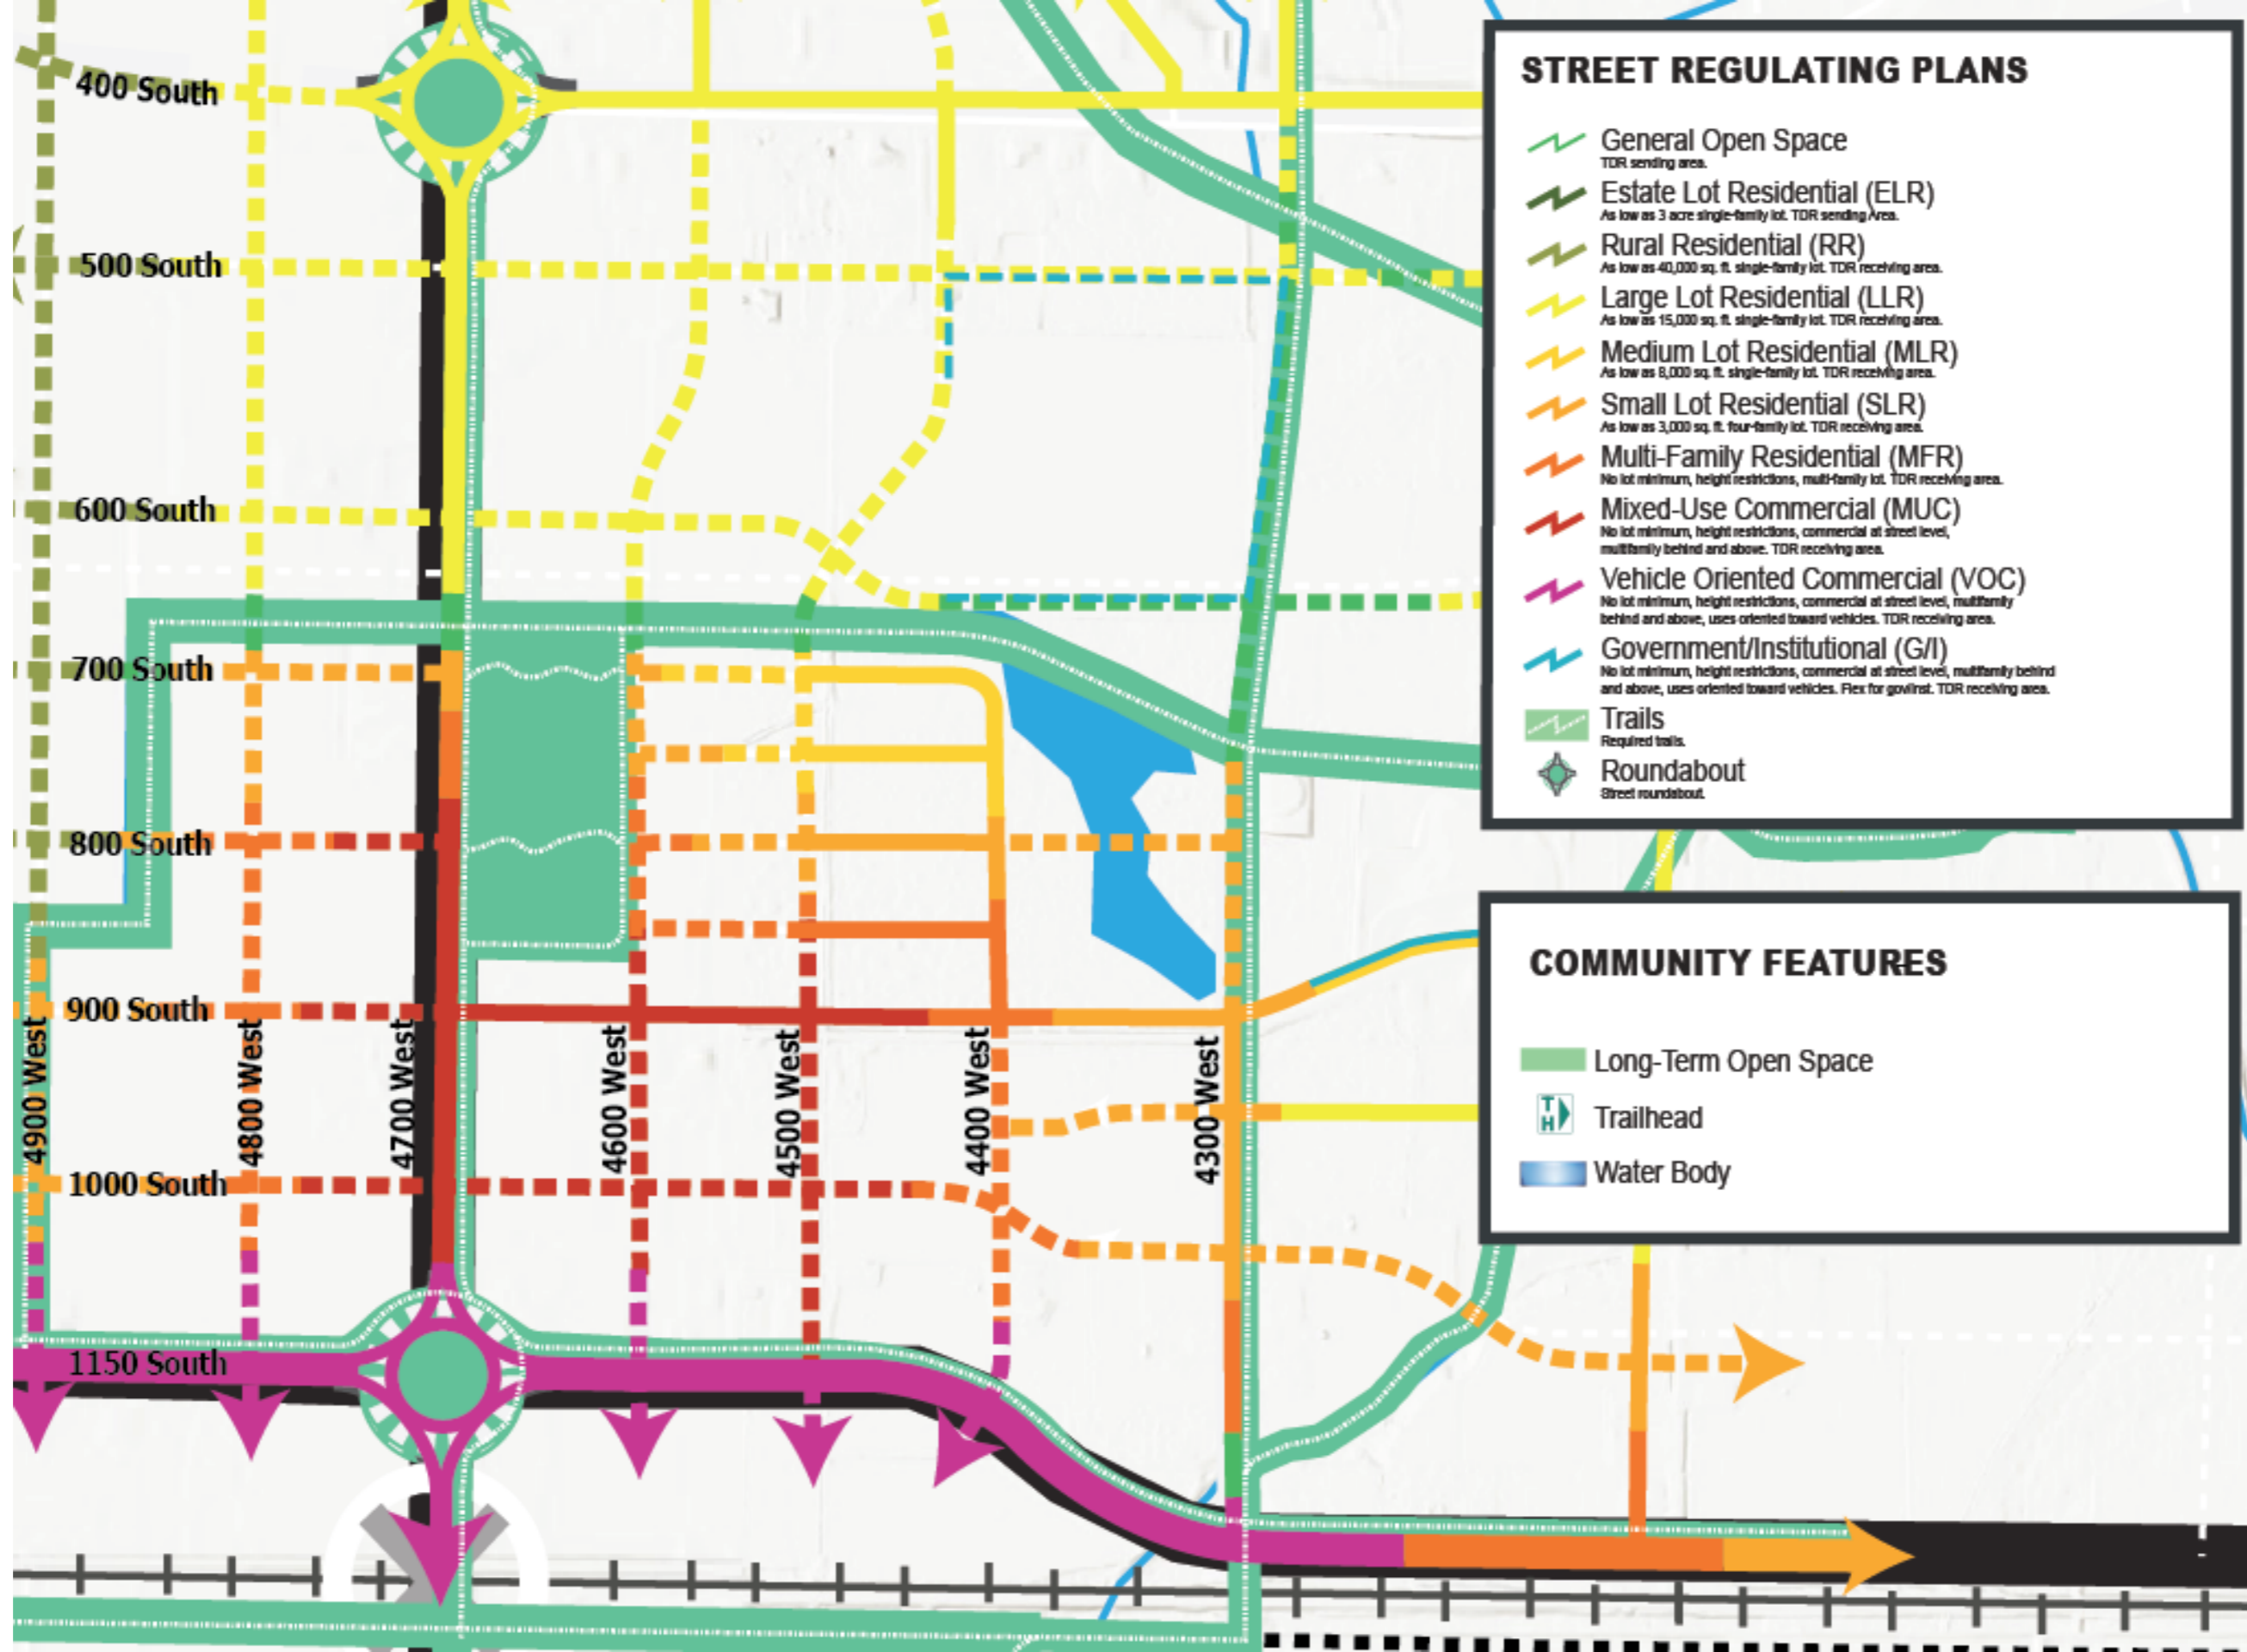 400 South
500 South
600 South
700 South
800 South
900 South
4900 West
4800 West
4700 West
4600 West
4500 West
4400 West
4300 West
1000 South
1150 South
STREET REGULATING PLANS
General Open Space
TDR sending area.
Estate Lot Residential (ELR)
As low as 3 acre single-family lot. TDR sending Area.
Rural Residential (RR)
As low as 40,000 sq. ft. single-family lot. TDR receiving area.
Large Lot Residential (LLR)
As low as 15,000 sq. ft. single-family lot. TDR receiving area.
Medium Lot Residential (MLR)
As low as 8,000 sq. ft. single-family lot. TDR receiving area.
Small Lot Residential (SLR)
As low as 3,000 sq. ft. four-family lot. TDR receiving area.
Multi-Family Residential (MFR)
No lot minimum, height restrictions, multi-family lot. TDR receiving area.
Mixed-Use Commercial (MUC)
No lot minimum, height restrictions, commercial at street level,
multifamily behind and above. TDR receiving area.
Vehicle Oriented Commercial (VOC)
No lot minimum, height restrictions, commercial at street level, multifamily
behind and above, uses oriented toward vehicles. TDR receiving area.
Government/Institutional (G/I)
No lot minimum, height restrictions, commercial at street level, multifamily behind
and above, uses oriented toward vehicles. Flex for gov/inst. TDR receiving area.
Trails
Required trails.
Roundabout
Street roundabout.
COMMUNITY FEATURES
Long-Term Open Space
TH
Trailhead
Water Body